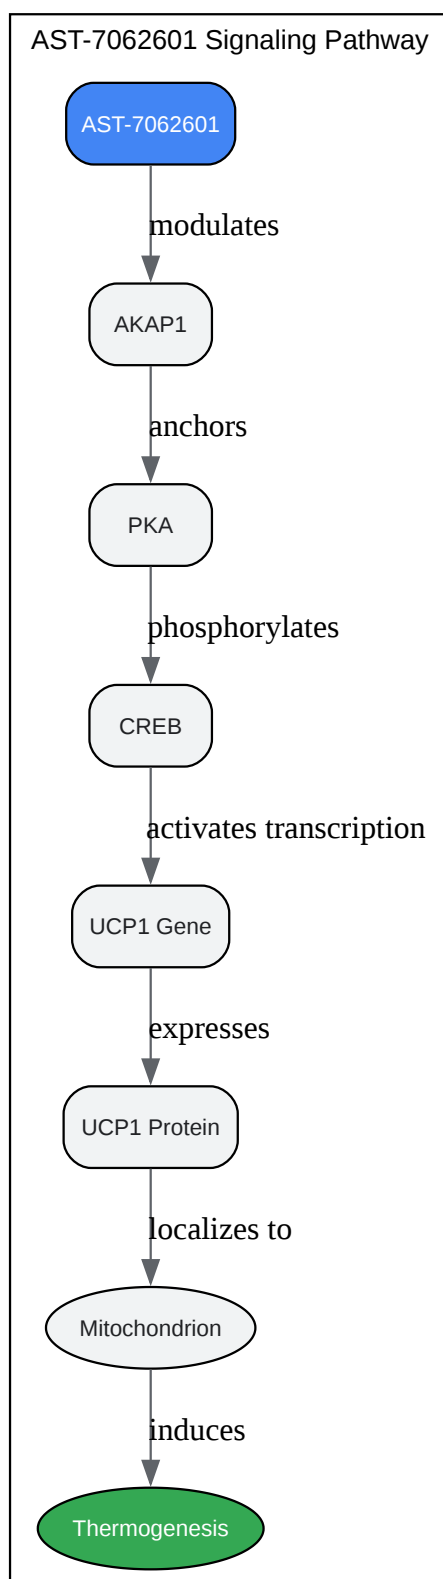 AST-7062601 Signaling Pathway
AST-7062601
modulates
AKAP1
anchors
PKA
phosphorylates
CREB
activates transcription
UCP1 Gene
expresses
UCP1 Protein
localizes to
Mitochondrion
induces
Thermogenesis